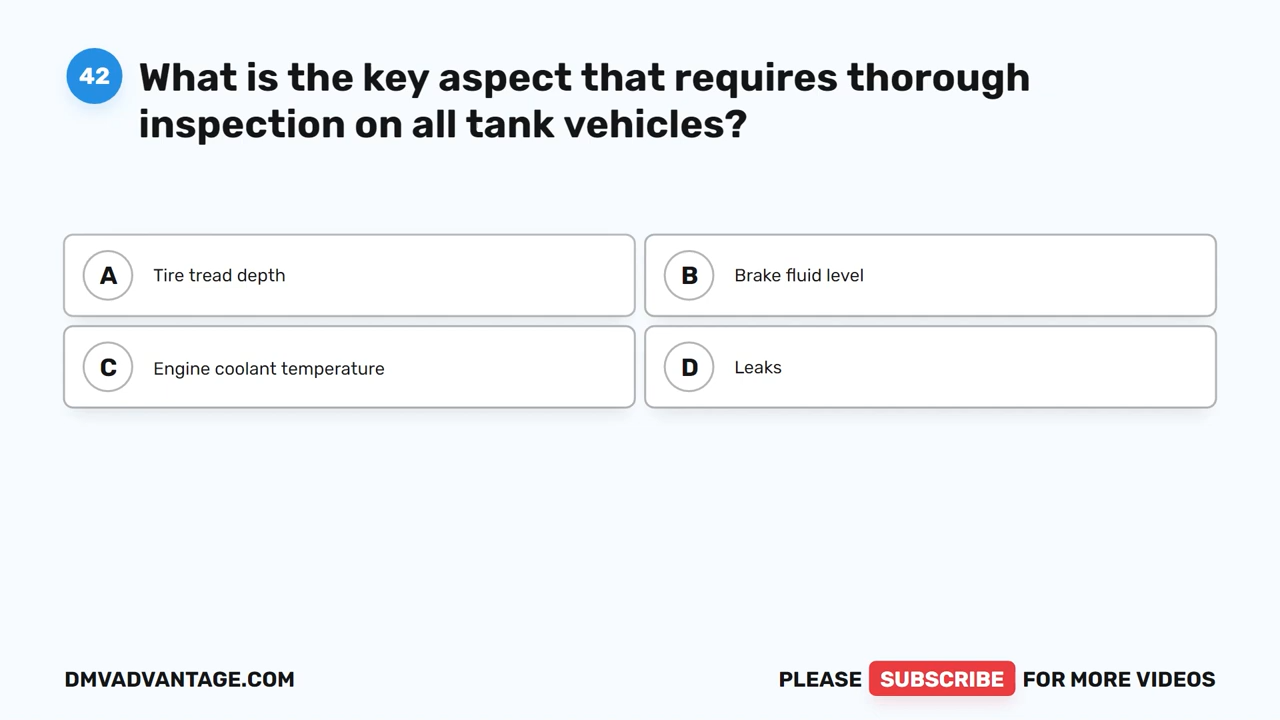 42
What is the key aspect that requires thorough
inspection on all tank vehicles?
A Tire tread depth
B Brake fluid level
C Engine coolant temperature
D Leaks
DMVADVANTAGE.COM
PLEASE SUBSCRIBE FOR MORE VIDEOS